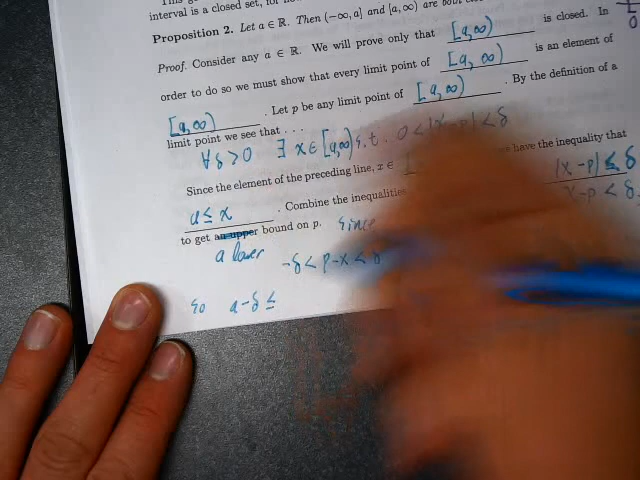 This
interval is a closed set, for
Proposition 2. Let a ∈ ℝ. Then (-∞, a] and [a, ∞) are both
Proof. Consider any a ∈ ℝ. We will prove only that [a, ∞) is closed. In
order to do so we must show that every limit point of [a, ∞) is an element of
[a, ∞) . Let p be any limit point of [a, ∞) . By the definition of a
limit point we see that ...
∀δ>0 ∃ x∈[a,∞) s.t. 0<|x-p|<δ
Since the element of the preceding line, x ∈ have the inequality that |x-p|≤δ
a≤x . Combine the inequalities x-p<δ
to get an upper bound on p. since
a lower -δ<p-x<δ
so a-δ≤